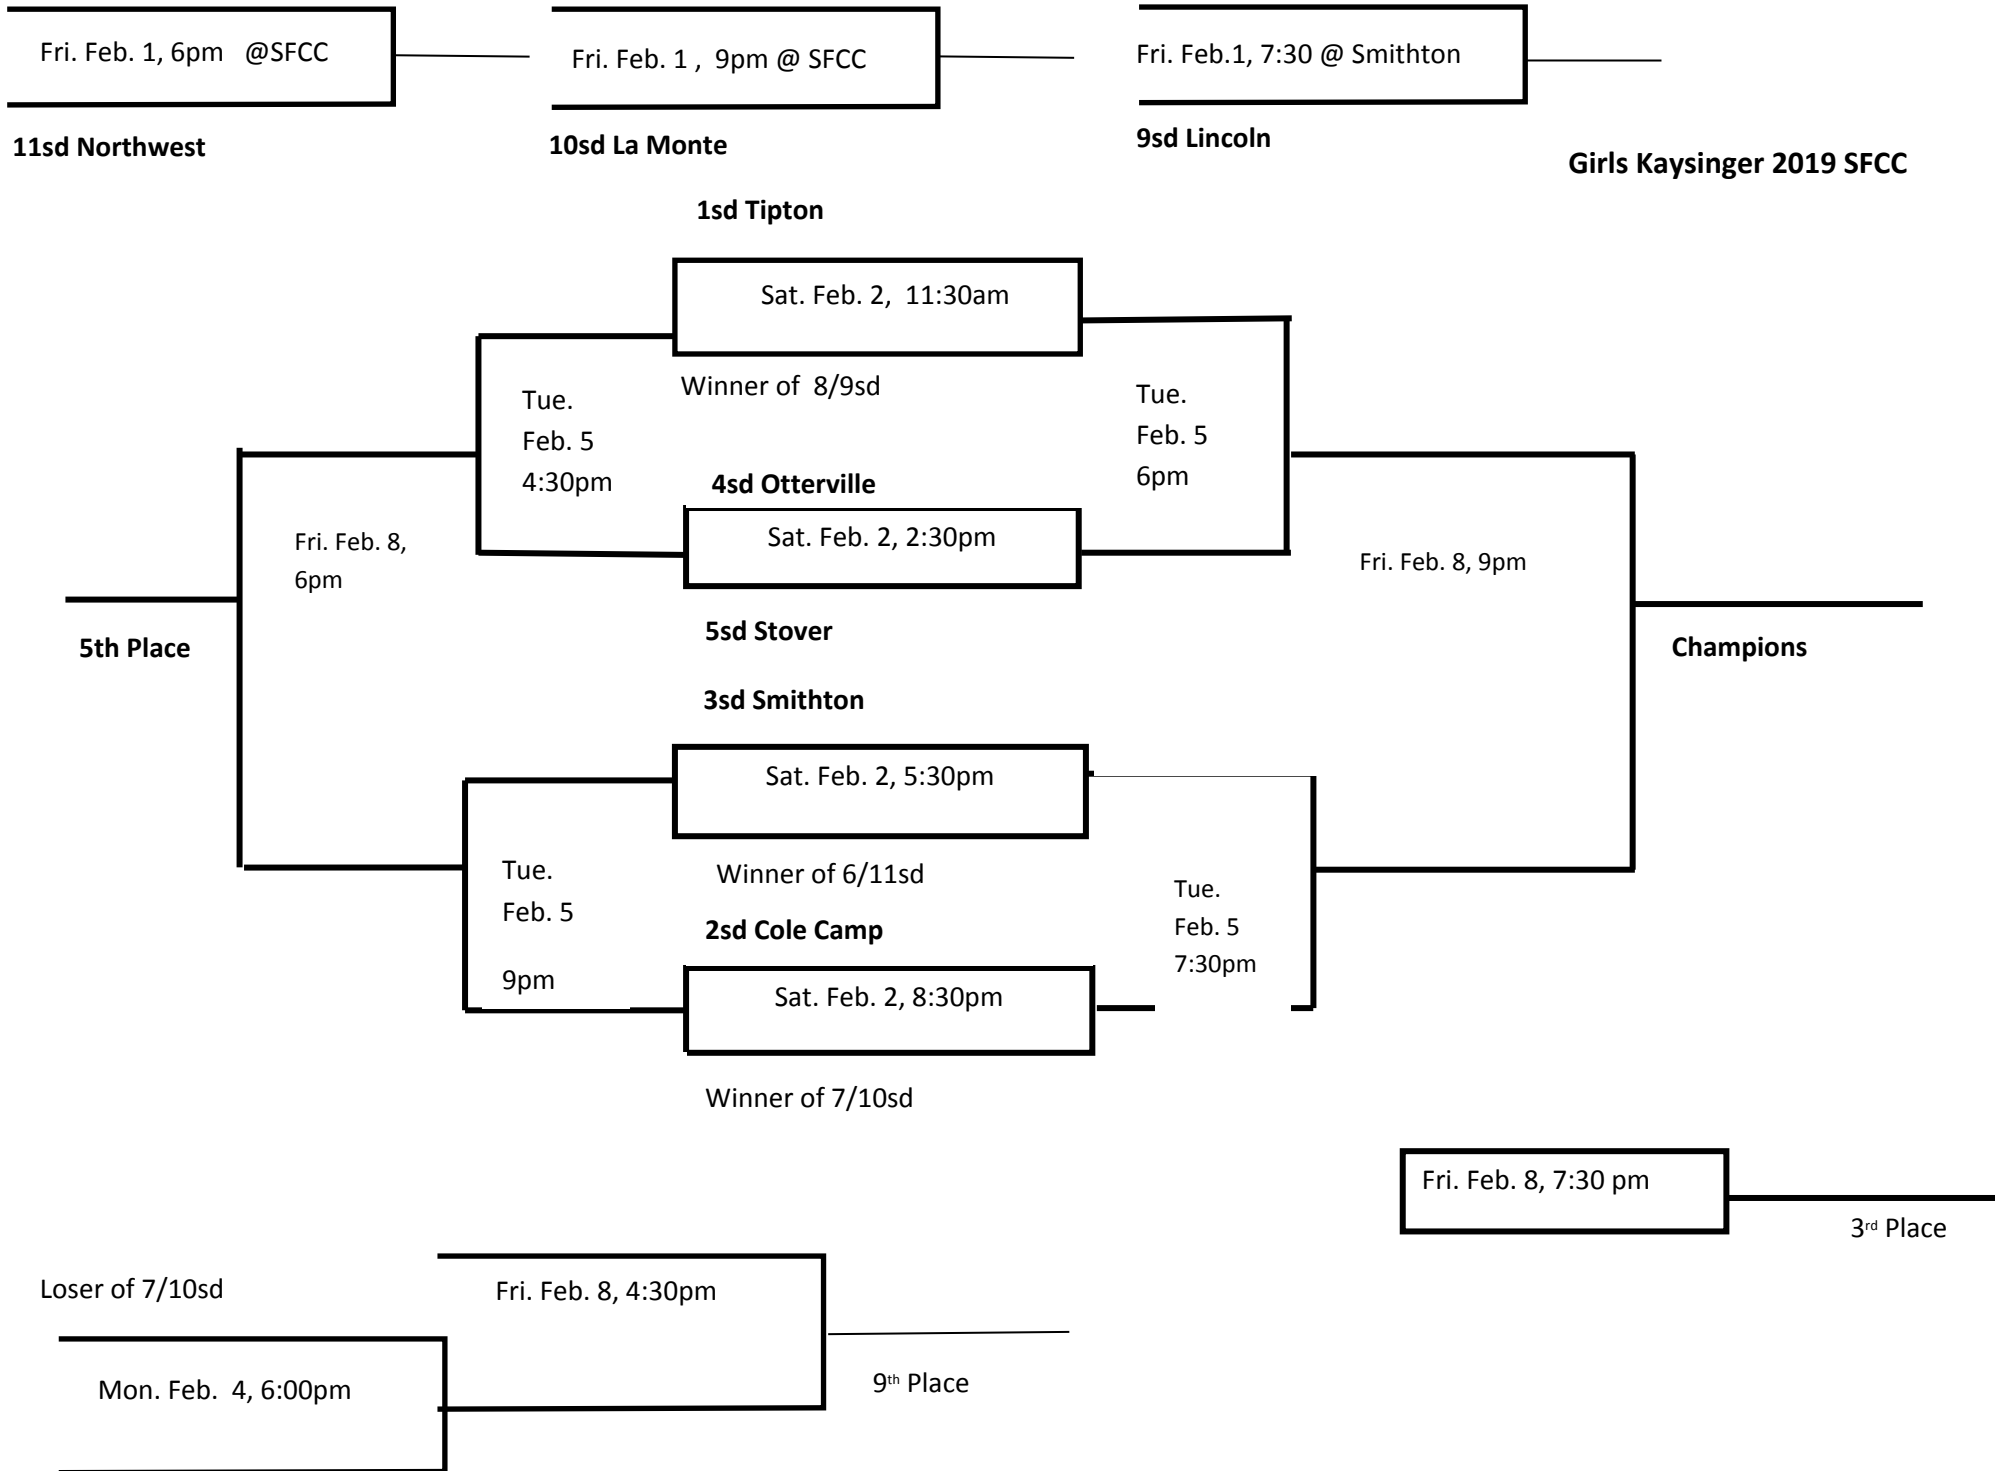 Fri. Feb. 1, 6pm @SFCC
Fri. Feb. 1 , 9pm @ SFCC
Fri. Feb.1, 7:30 @ Smithton
11sd Northwest
10sd La Monte
9sd Lincoln
Girls Kaysinger 2019 SFCC
1sd Tipton
Sat. Feb. 2, 11:30am
Winner of 8/9sd
Tue.
Feb. 5
4:30pm
Tue.
Feb. 5
6pm
4sd Otterville
Sat. Feb. 2, 2:30pm
Fri. Feb. 8,
6pm
Fri. Feb. 8, 9pm
5th Place
5sd Stover
Champions
3sd Smithton
Sat. Feb. 2, 5:30pm
Winner of 6/11sd
Tue.
Feb. 5
9pm
Tue.
Feb. 5
7:30pm
2sd Cole Camp
Sat. Feb. 2, 8:30pm
Winner of 7/10sd
Fri. Feb. 8, 7:30 pm
3rd Place
Loser of 7/10sd
Fri. Feb. 8, 4:30pm
Mon. Feb. 4, 6:00pm
9th Place